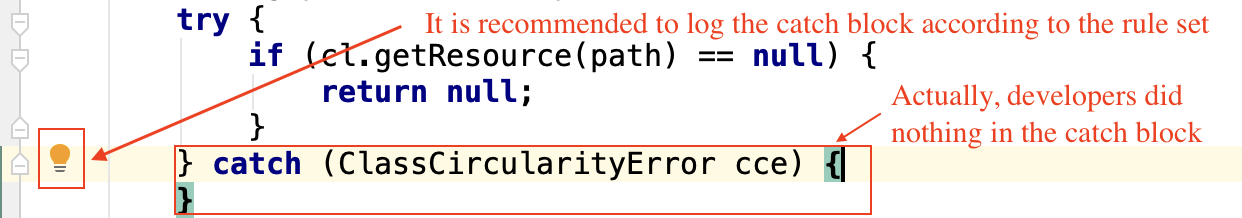 try {
It is recommended to log the catch block according to the rule set
if (cl.getResource(path) == null) {
return null;
Actually, developers did
nothing in the catch block
}
} catch (ClassCircularityError cce) {
}